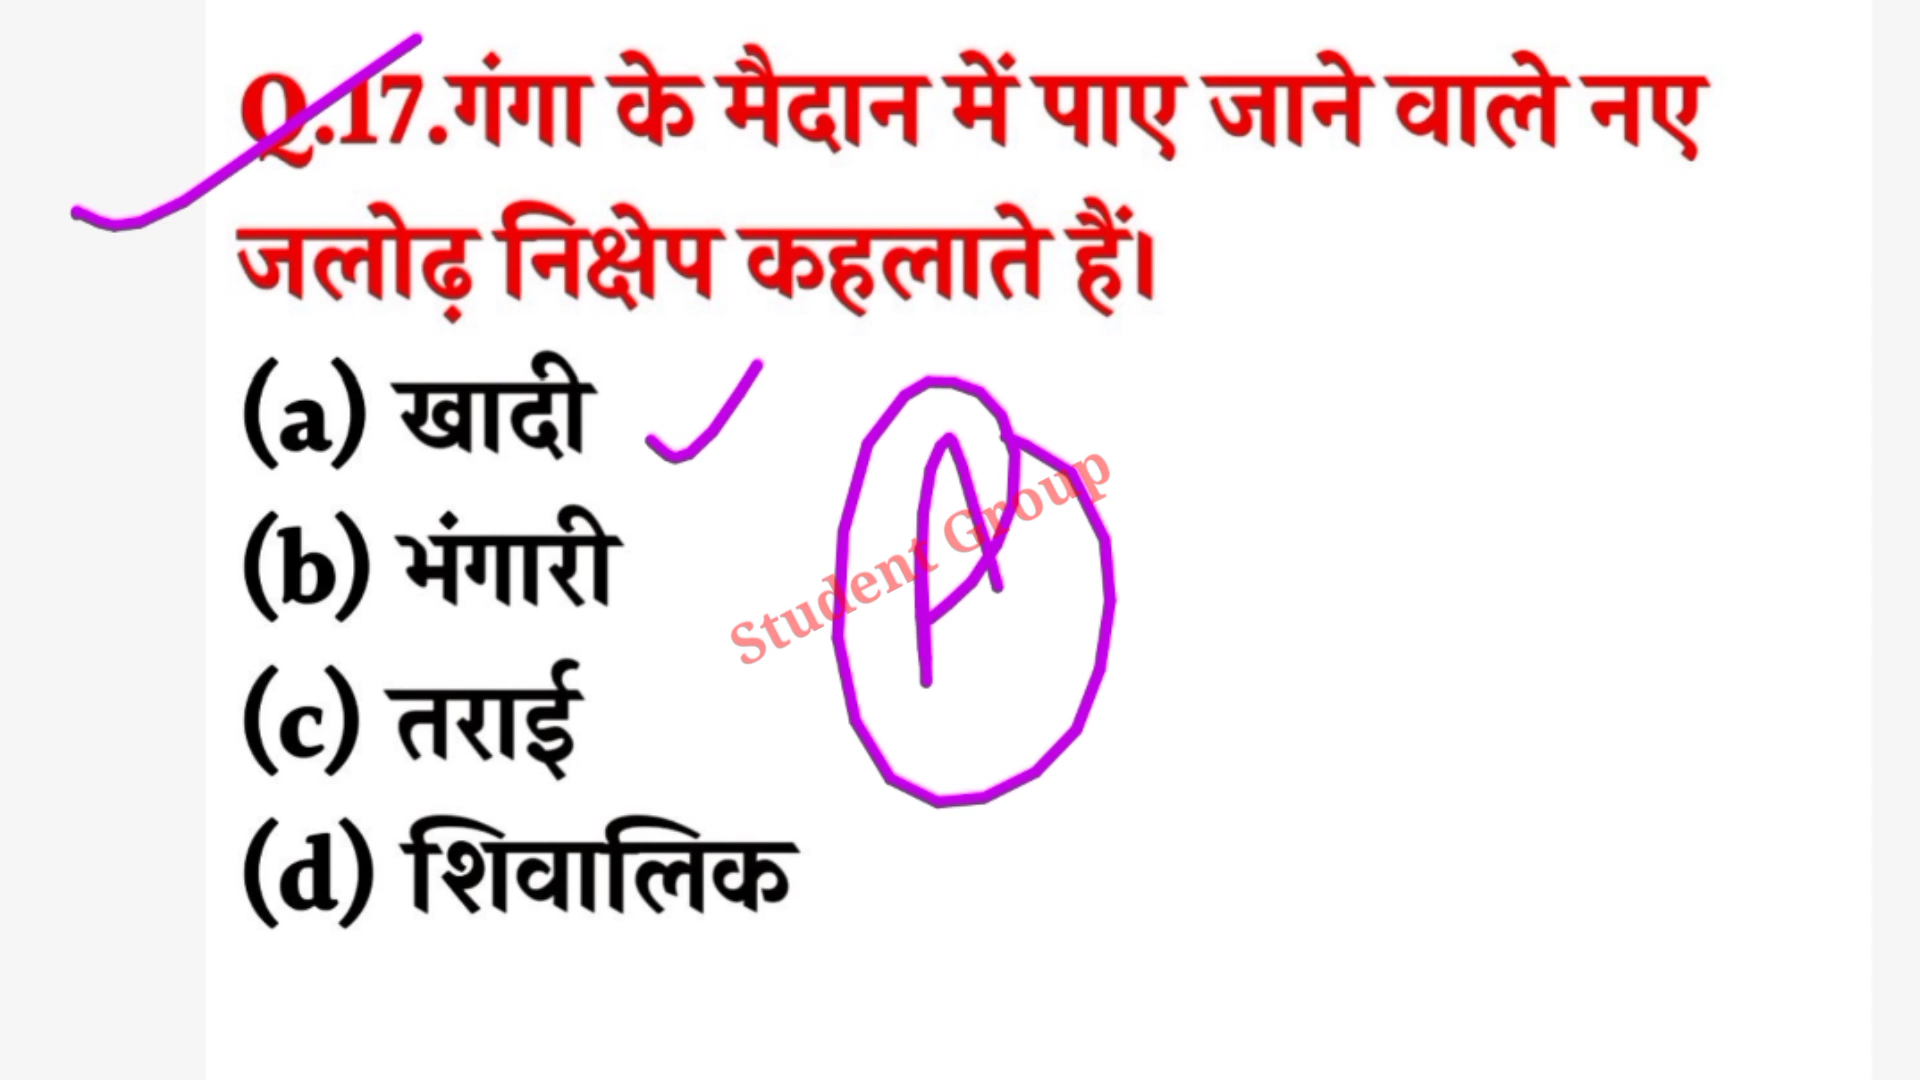 Q.17.गंगा के मैदान में पाए जाने वाले नए
जलोढ़ निक्षेप कहलाते हैं।
(a) खादी
(b) भंगारी
(c) तराई
(d) शिवालिक
Student Group